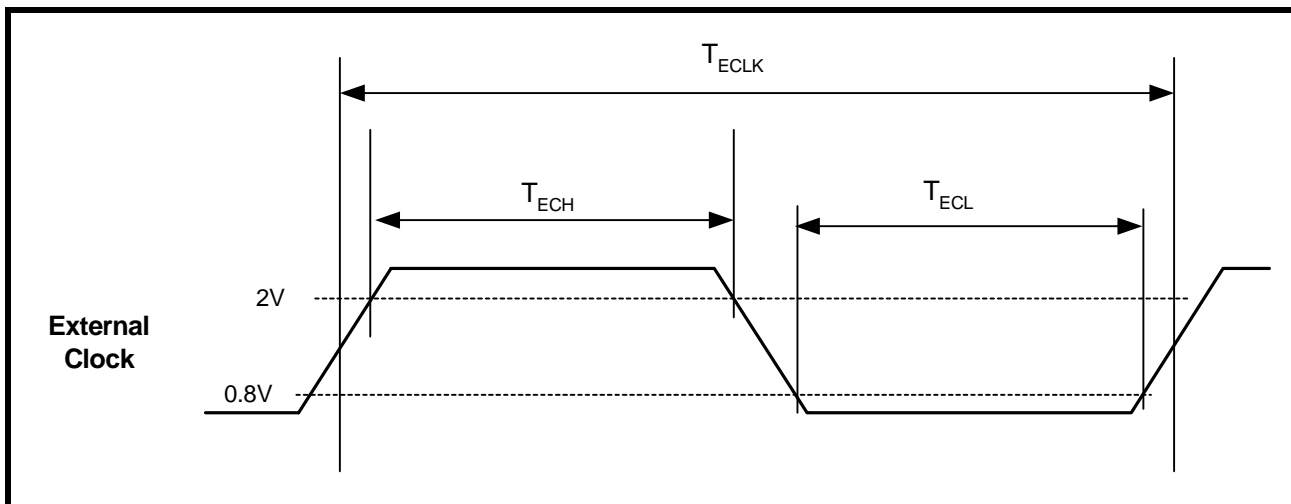 T_ECLK
T_ECH
T_ECL
2V
External
Clock
0.8V